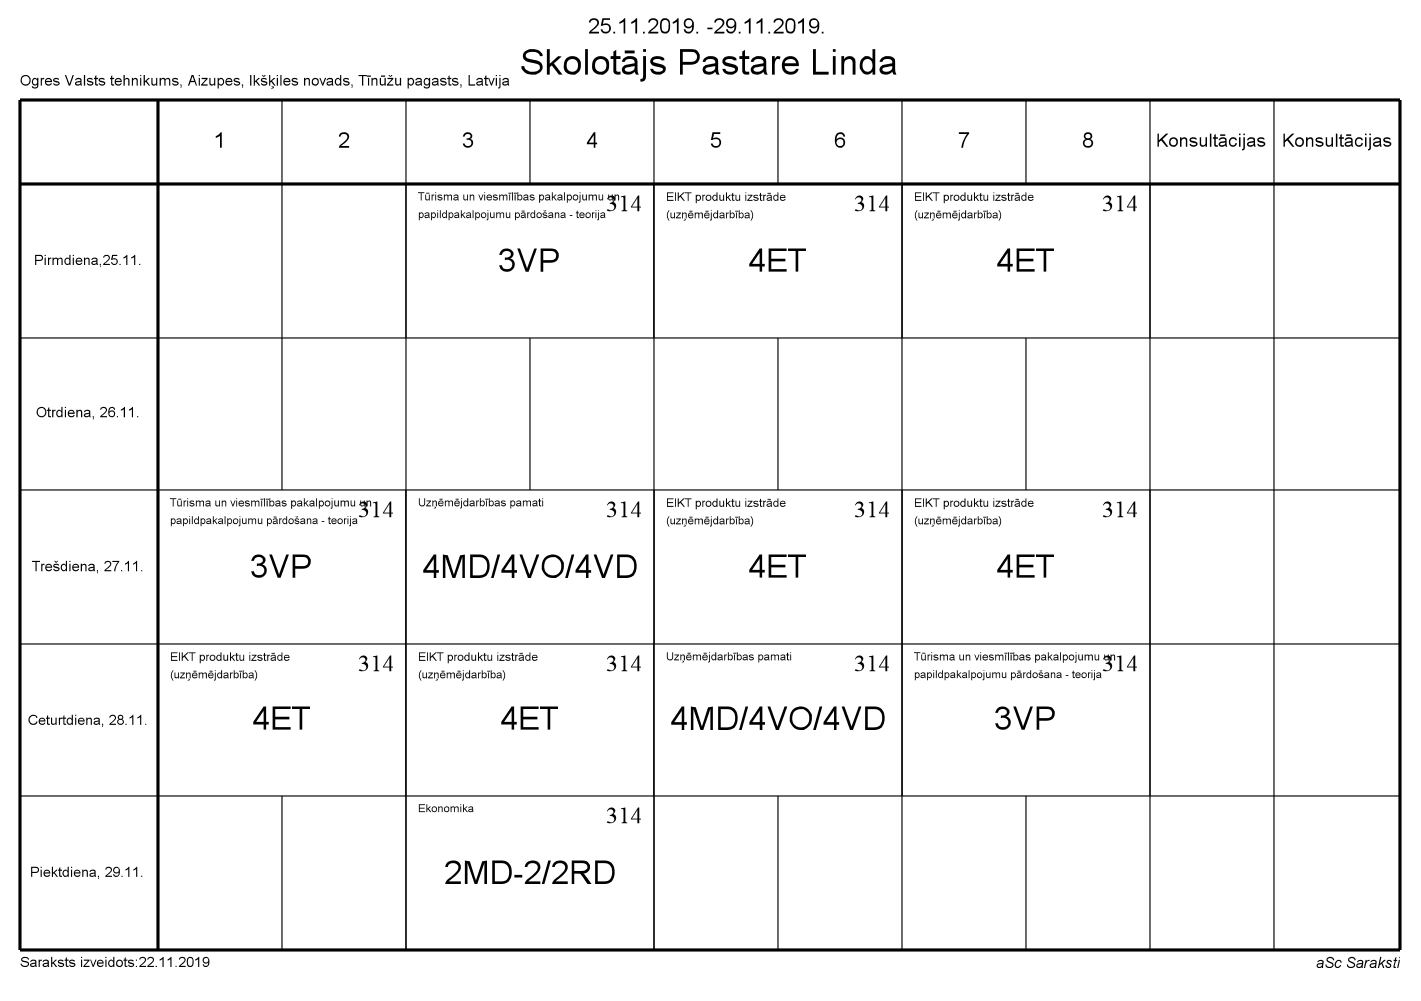 25.11.2019. -29.11.2019.
Skolotājs Pastare Linda
Ogres Valsts tehnikums, Aizupes, Ikšķiles novads, Tīnūžu pagasts, Latvija
1 2 3 4 5 6 7 8 Konsultācijas Konsultācijas
Pirmdiena,25.11.
Tūrisma un viesmīlības pakalpojumu un
papildpakalpojumu pārdošana - teorija
314
3VP
EIKT produktu izstrāde
(uzņēmējdarbība)
314
4ET
EIKT produktu izstrāde
(uzņēmējdarbība)
314
4ET
Otrdiena, 26.11.
Trešdiena, 27.11.
Tūrisma un viesmīlības pakalpojumu un
papildpakalpojumu pārdošana - teorija
314
3VP
Uzņēmējdarbības pamati
314
4MD/4VO/4VD
EIKT produktu izstrāde
(uzņēmējdarbība)
314
4ET
EIKT produktu izstrāde
(uzņēmējdarbība)
314
4ET
Ceturtdiena, 28.11.
EIKT produktu izstrāde
(uzņēmējdarbība)
314
4ET
EIKT produktu izstrāde
(uzņēmējdarbība)
314
4ET
Uzņēmējdarbības pamati
314
4MD/4VO/4VD
Tūrisma un viesmīlības pakalpojumu un
papildpakalpojumu pārdošana - teorija
314
3VP
Piektdiena, 29.11.
Ekonomika
314
2MD-2/2RD
Saraksts izveidots:22.11.2019
aSc Saraksti